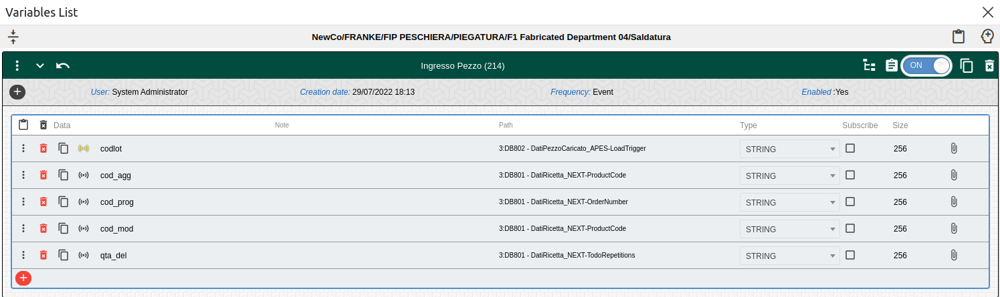 Variables List
NewCo/FRANKE/FIP PESCHIERA/PIEGATURA/F1 Fabricated Department 04/Saldatura
Ingresso Pezzo (214) ON
User: System Administrator Creation date: 29/07/2022 18:13 Frequency: Event Enabled :Yes
Data Note Path Type Subscribe Size
codlot 3:DB802 - DatiPezzoCaricato_APES-LoadTrigger STRING 256
cod_agg 3:DB801 - DatiRicetta_NEXT-ProductCode STRING 256
cod_prog 3:DB801 - DatiRicetta_NEXT-OrderNumber STRING 256
cod_mod 3:DB801 - DatiRicetta_NEXT-ProductCode STRING 256
qta_del 3:DB801 - DatiRicetta_NEXT-TodoRepetitions STRING 256